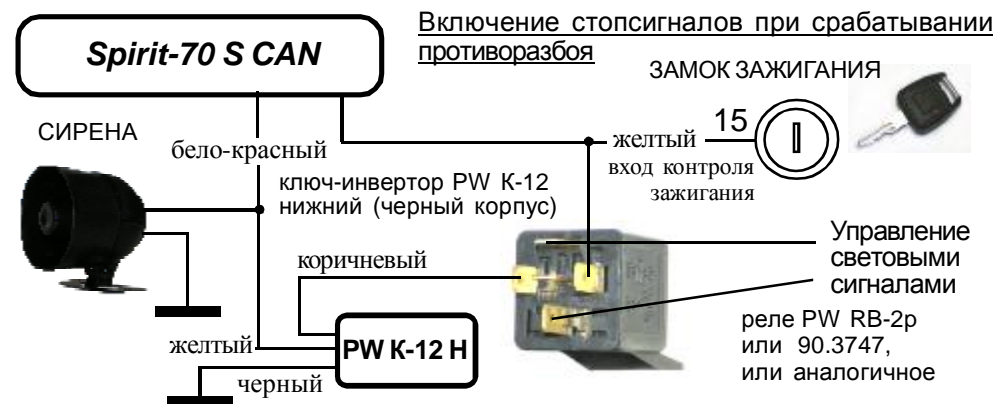 Включение стопсигналов при срабатывании
противоразбоя
Spirit-70 S CAN
ЗАМОК ЗАЖИГАНИЯ
СИРЕНА
бело-красный
15
желтый
вход контроля
зажигания
ключ-инвертор PW К-12
нижний (черный корпус)
коричневый
Управление
световыми
сигналами
реле PW RB-2р
или 90.3747,
или аналогичное
желтый
PW К-12 Н
черный